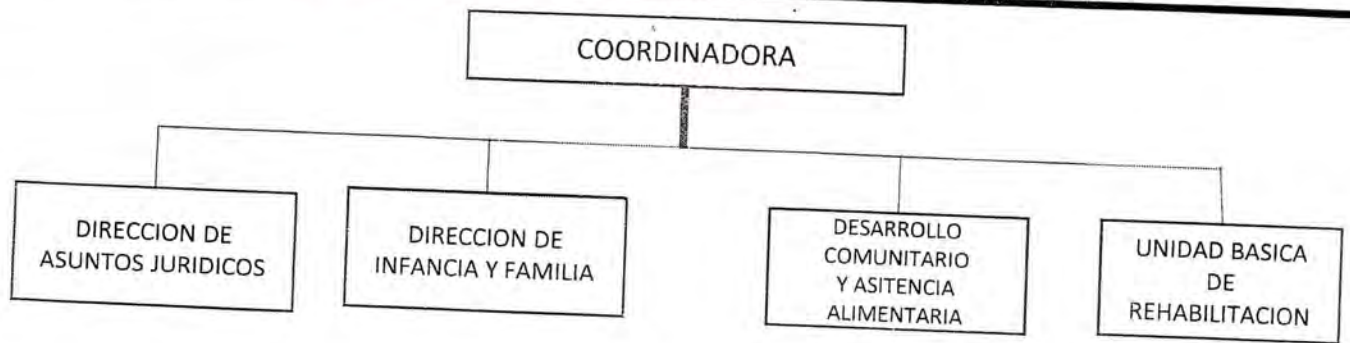 COORDINADORA
DIRECCION DE
ASUNTOS JURIDICOS
DIRECCION DE
INFANCIA Y FAMILIA
DESARROLLO
COMUNITARIO
Y ASITENCIA
ALIMENTARIA
UNIDAD BASICA
DE
REHABILITACION